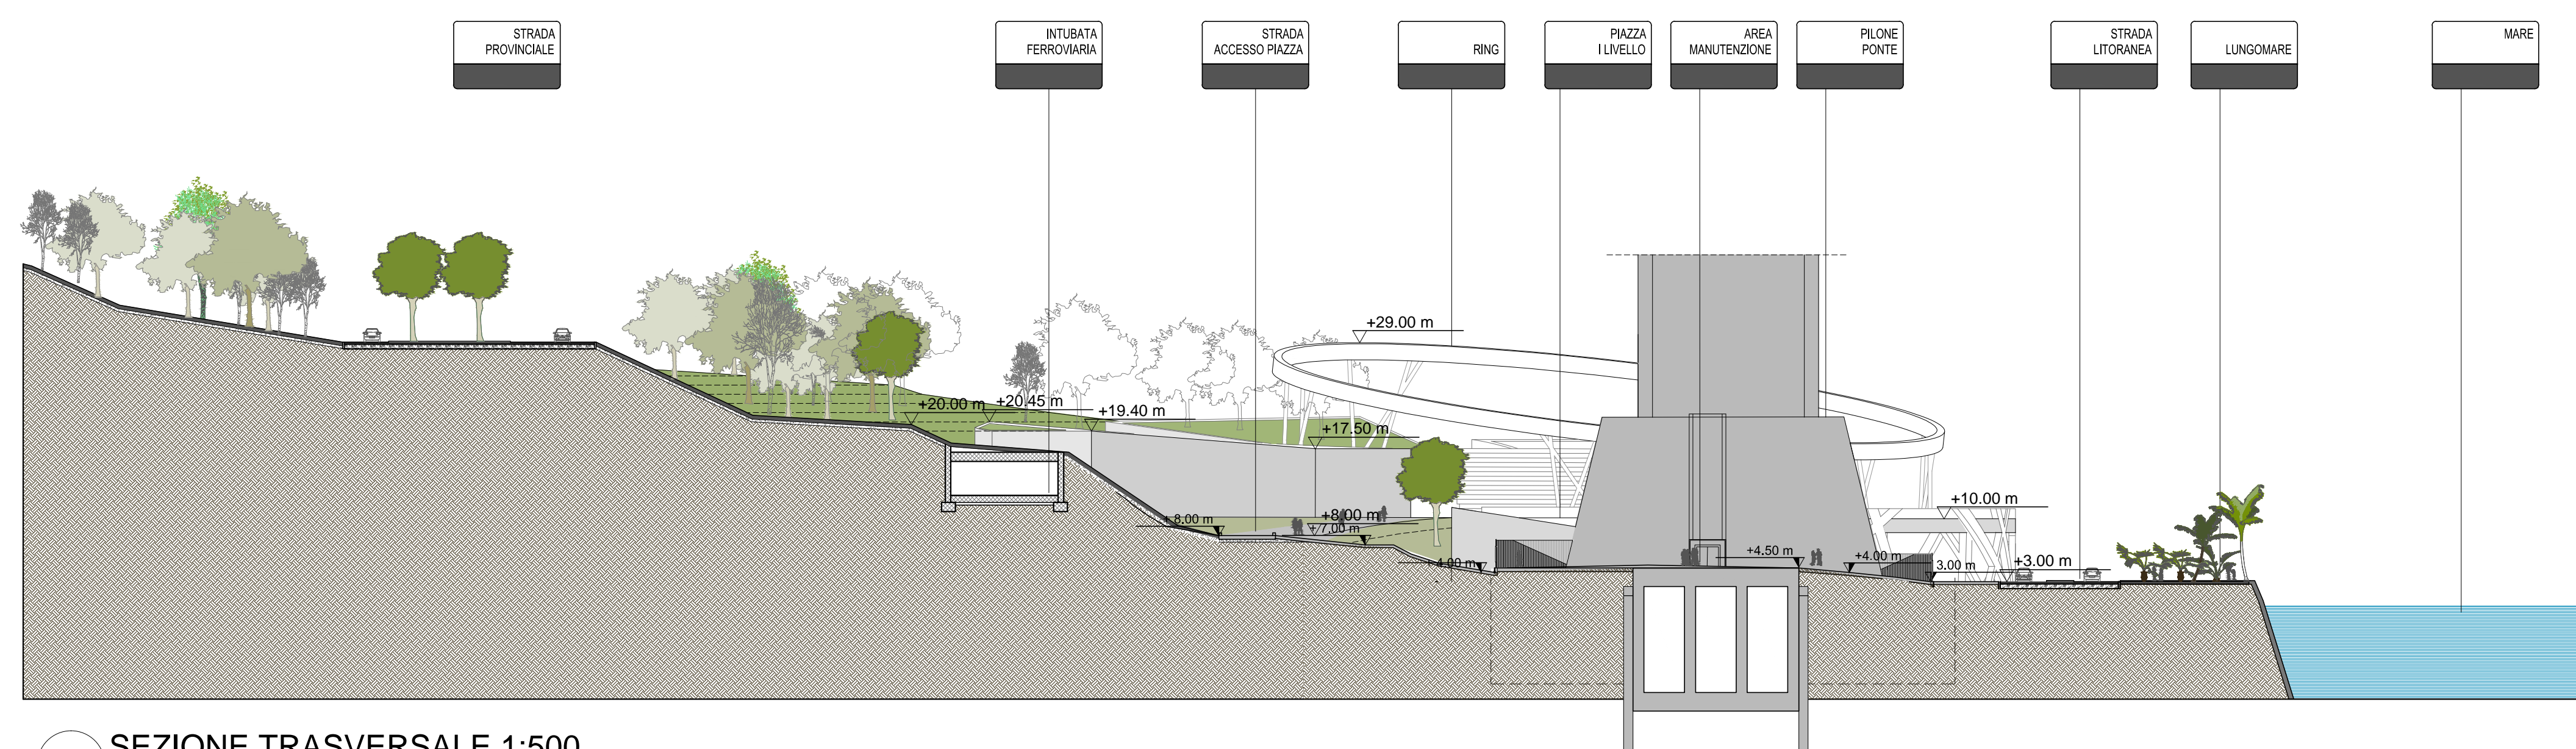 STRADA
PROVINCIALE
INTUBATA
FERROVIARIA
STRADA
ACCESSO PIAZZA
RING
PIAZZA
I LIVELLO
AREA
MANUTENZIONE
PILONE
PONTE
STRADA
LITORANEA
LUNGOMARE
MARE
+29.00 m
+20.00 m
+20.45 m
+19.40 m
+17.50 m
+8.00 m
+8.00 m
+7.00 m
+4.00 m
+4.50 m
+4.00 m
+10.00 m
3.00 m
+3.00 m
SEZIONE TRASVERSALE 1:500